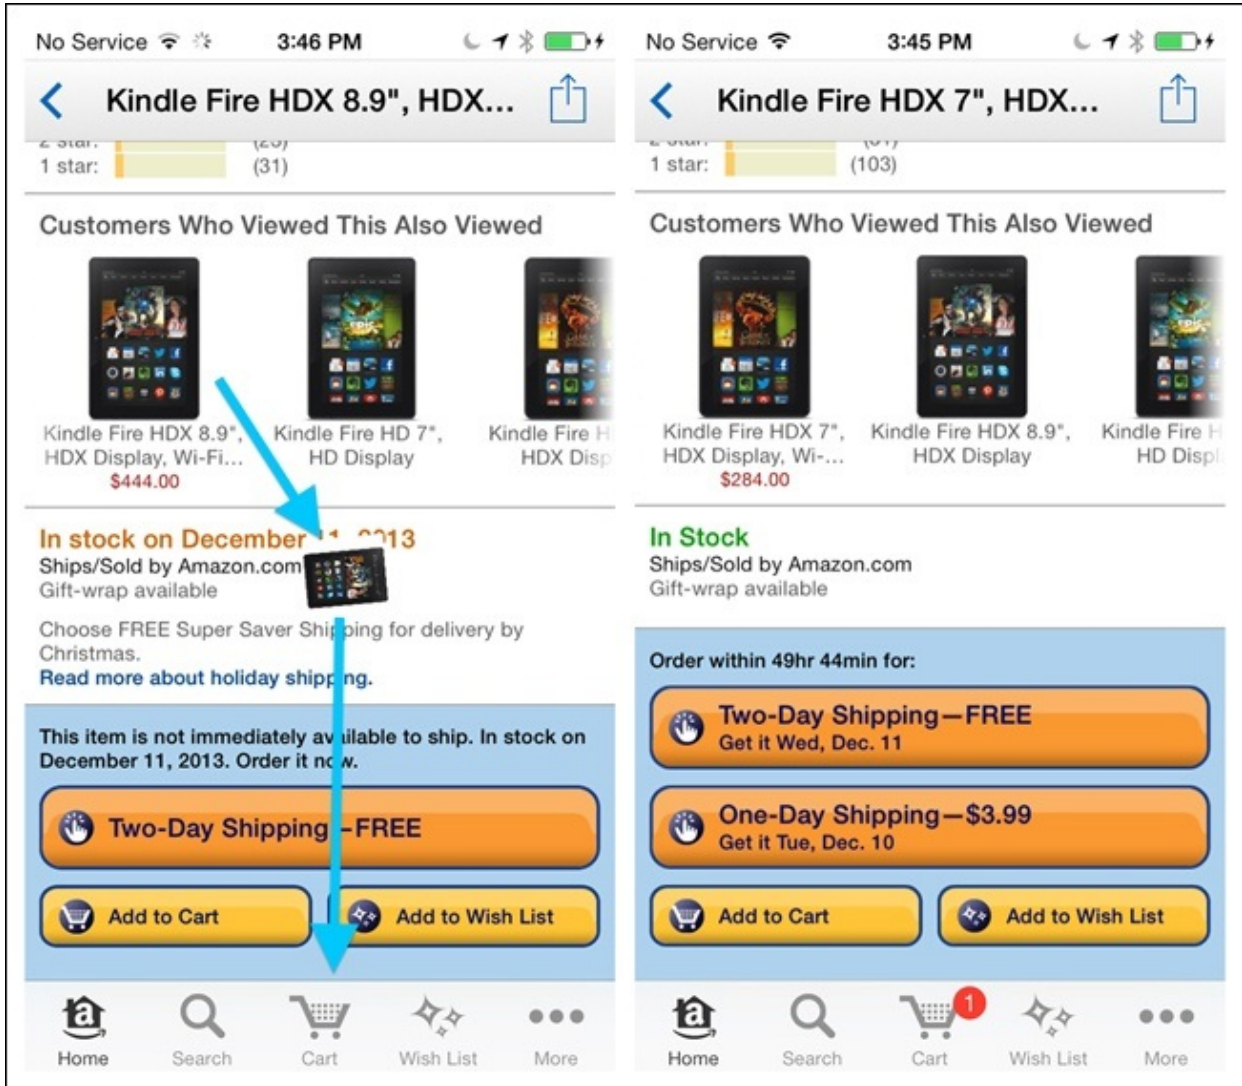 No Service
3:46 PM
Kindle Fire HDX 8.9", HDX...
2 star:
1 star:
(31)
Customers Who Viewed This Also Viewed
Kindle Fire HDX 8.9",
HDX Display, Wi-Fi...
$444.00
Kindle Fire HD 7",
HD Display
Kindle Fire H
HDX Disp
In stock on December 11, 2013
Ships/Sold by Amazon.com
Gift-wrap available
Choose FREE Super Saver Shipping for delivery by
Christmas.
Read more about holiday shipping.
This item is not immediately available to ship. In stock on
December 11, 2013. Order it now.
Two-Day Shipping—FREE
Add to Cart
Add to Wish List
Home
Search
Cart
Wish List
More
No Service
3:45 PM
Kindle Fire HDX 7", HDX...
1 star:
(103)
Customers Who Viewed This Also Viewed
Kindle Fire HDX 7",
HDX Display, Wi-...
$284.00
Kindle Fire HDX 8.9",
HDX Display
Kindle Fire H
HD Displ
In Stock
Ships/Sold by Amazon.com
Gift-wrap available
Order within 49hr 44min for:
Two-Day Shipping—FREE
Get it Wed, Dec. 11
One-Day Shipping—$3.99
Get it Tue, Dec. 10
Add to Cart
Add to Wish List
Home
Search
1
Cart
Wish List
More